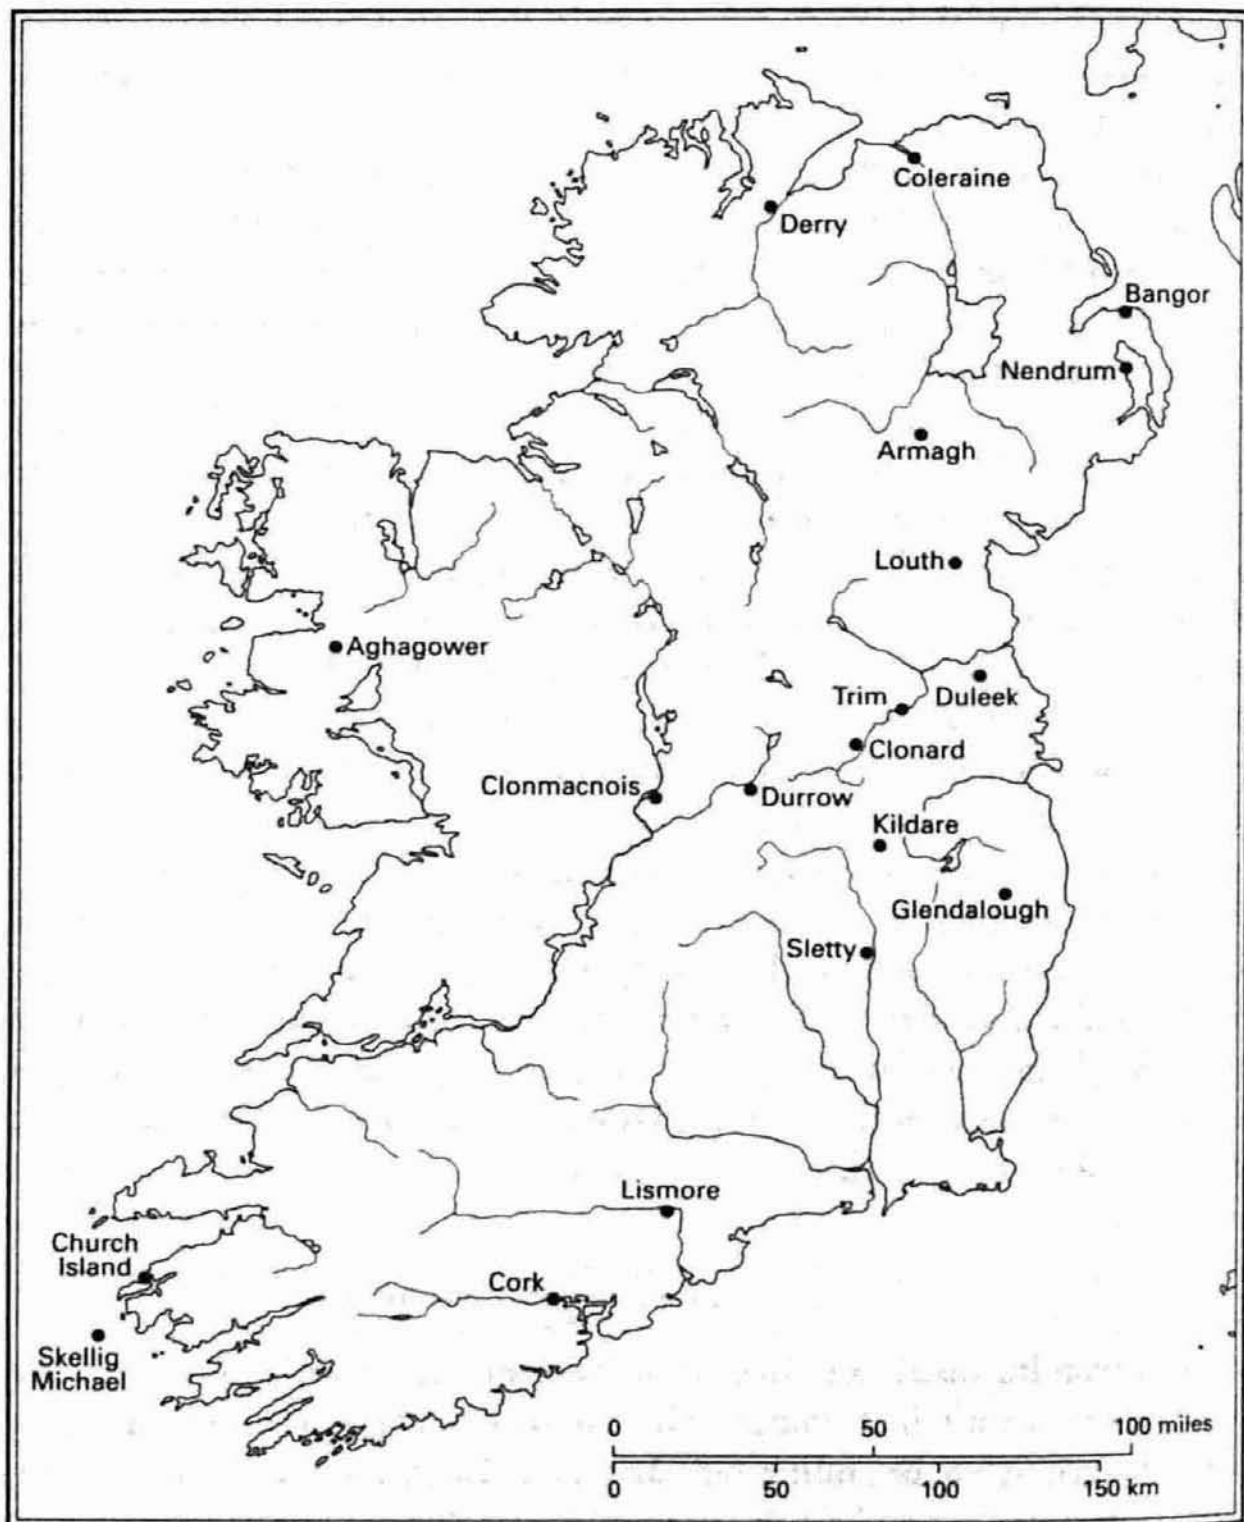 Coleraine
Derry
Bangor
Nendrum
Armagh
Louth
Aghagower
Trim
Duleek
Clonard
Clonmacnois
Durrow
Kildare
Glendalough
Sletty
Lismore
Church
Island
Cork
Skellig
Michael
0 50 100 miles
0 50 100 150 km